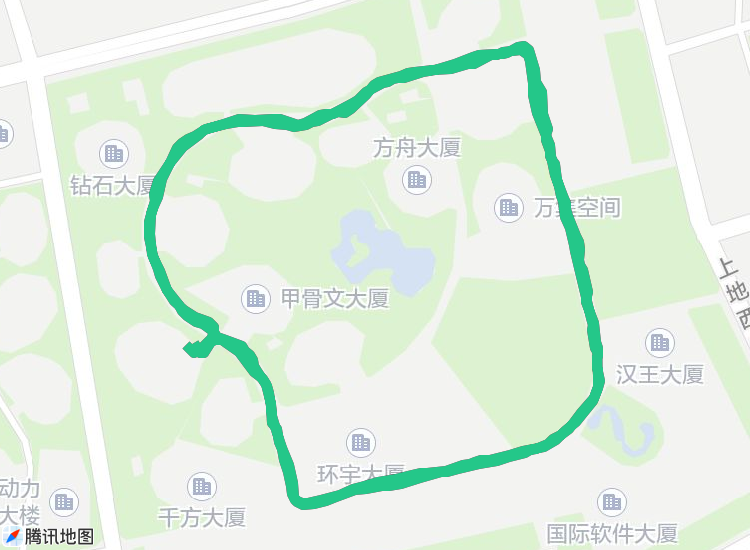 方舟大厦
钻石大厦
万集空间
上地西
甲骨文大厦
汉王大厦
环宇大厦
动力
大楼
千方大厦
国际软件大厦
腾讯地图